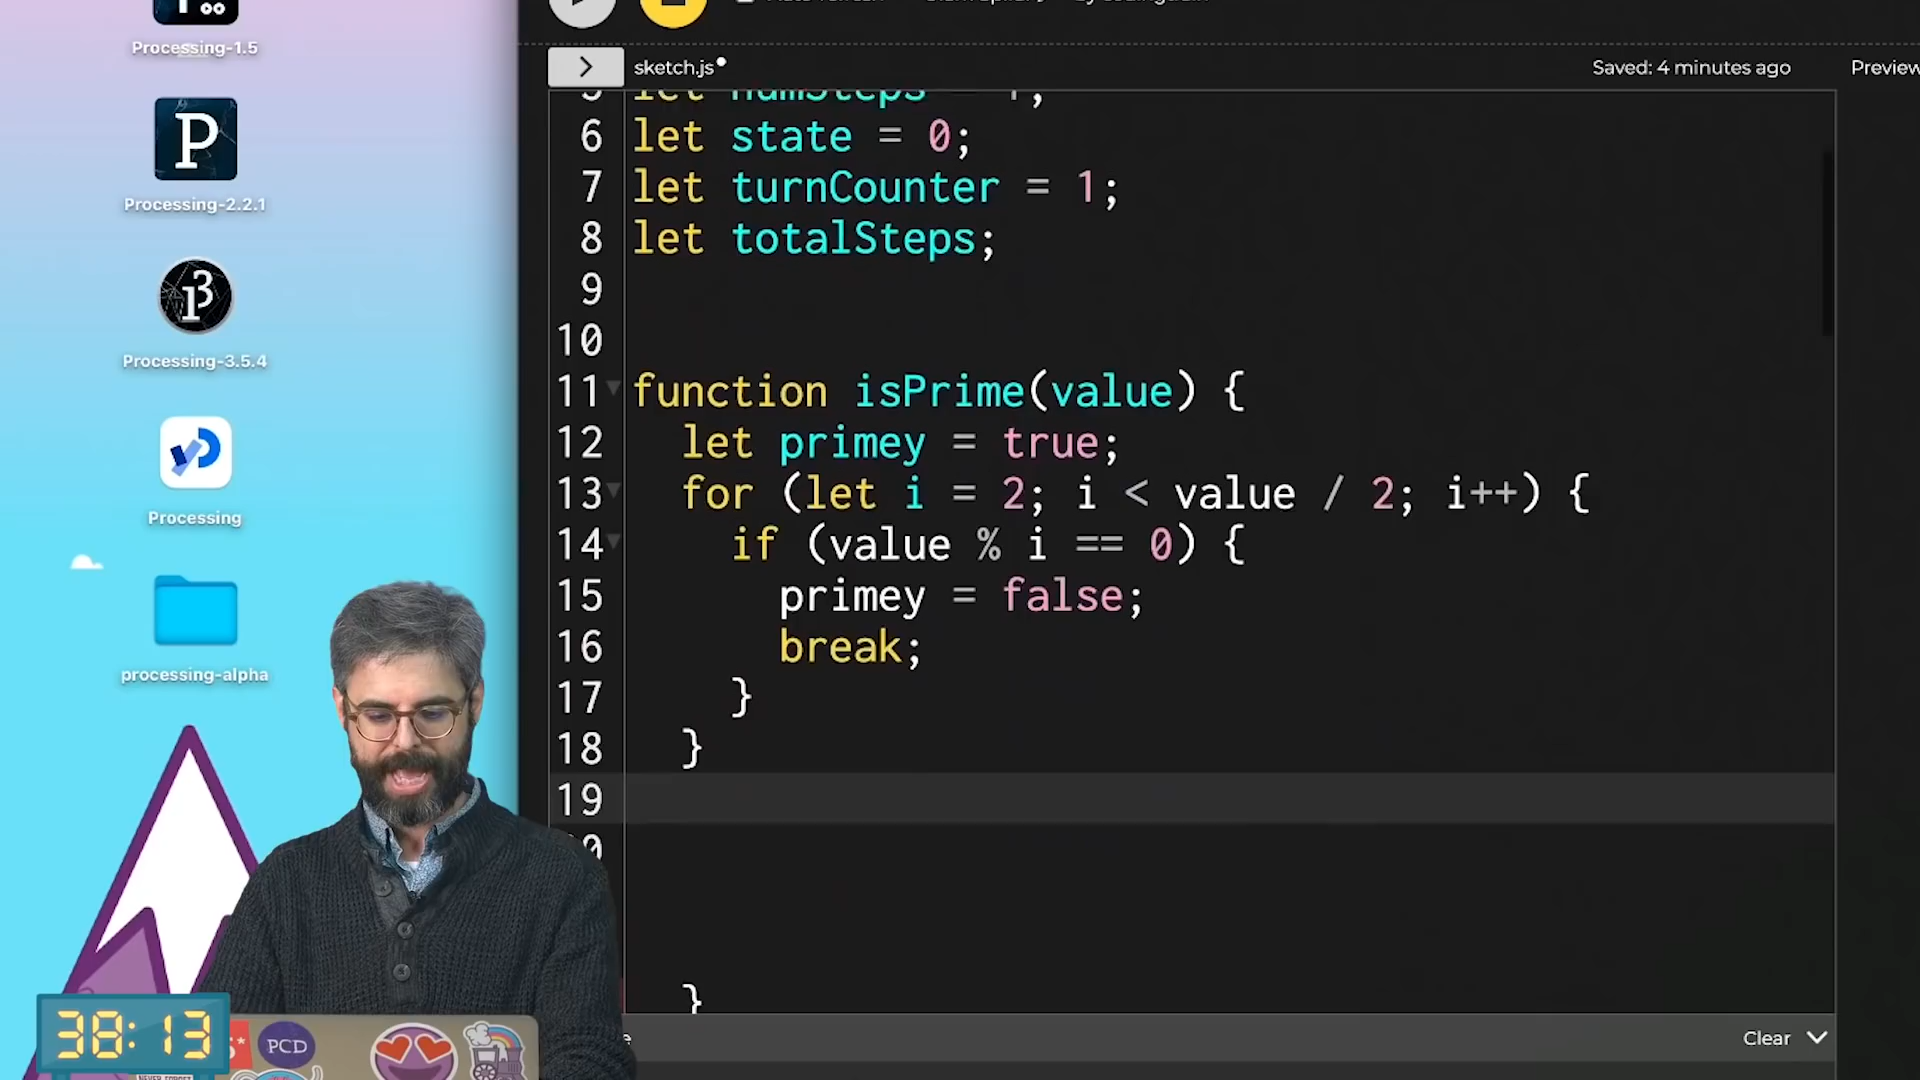 Processing-1.5
P
Processing-2.2.1
Processing-3.5.4
Processing
processing-alpha
sketch.js
Saved: 4 minutes ago
Preview
6 let state = 0;
7 let turnCounter = 1;
8 let totalSteps;
9
10
11 function isPrime(value) {
12 let primey = true;
13 for (let i = 2; i < value / 2; i++) {
14 if (value % i == 0) {
15 primey = false;
16 break;
17 }
18 }
19
}
Clear
38:13
PCD
NEVER FORGET